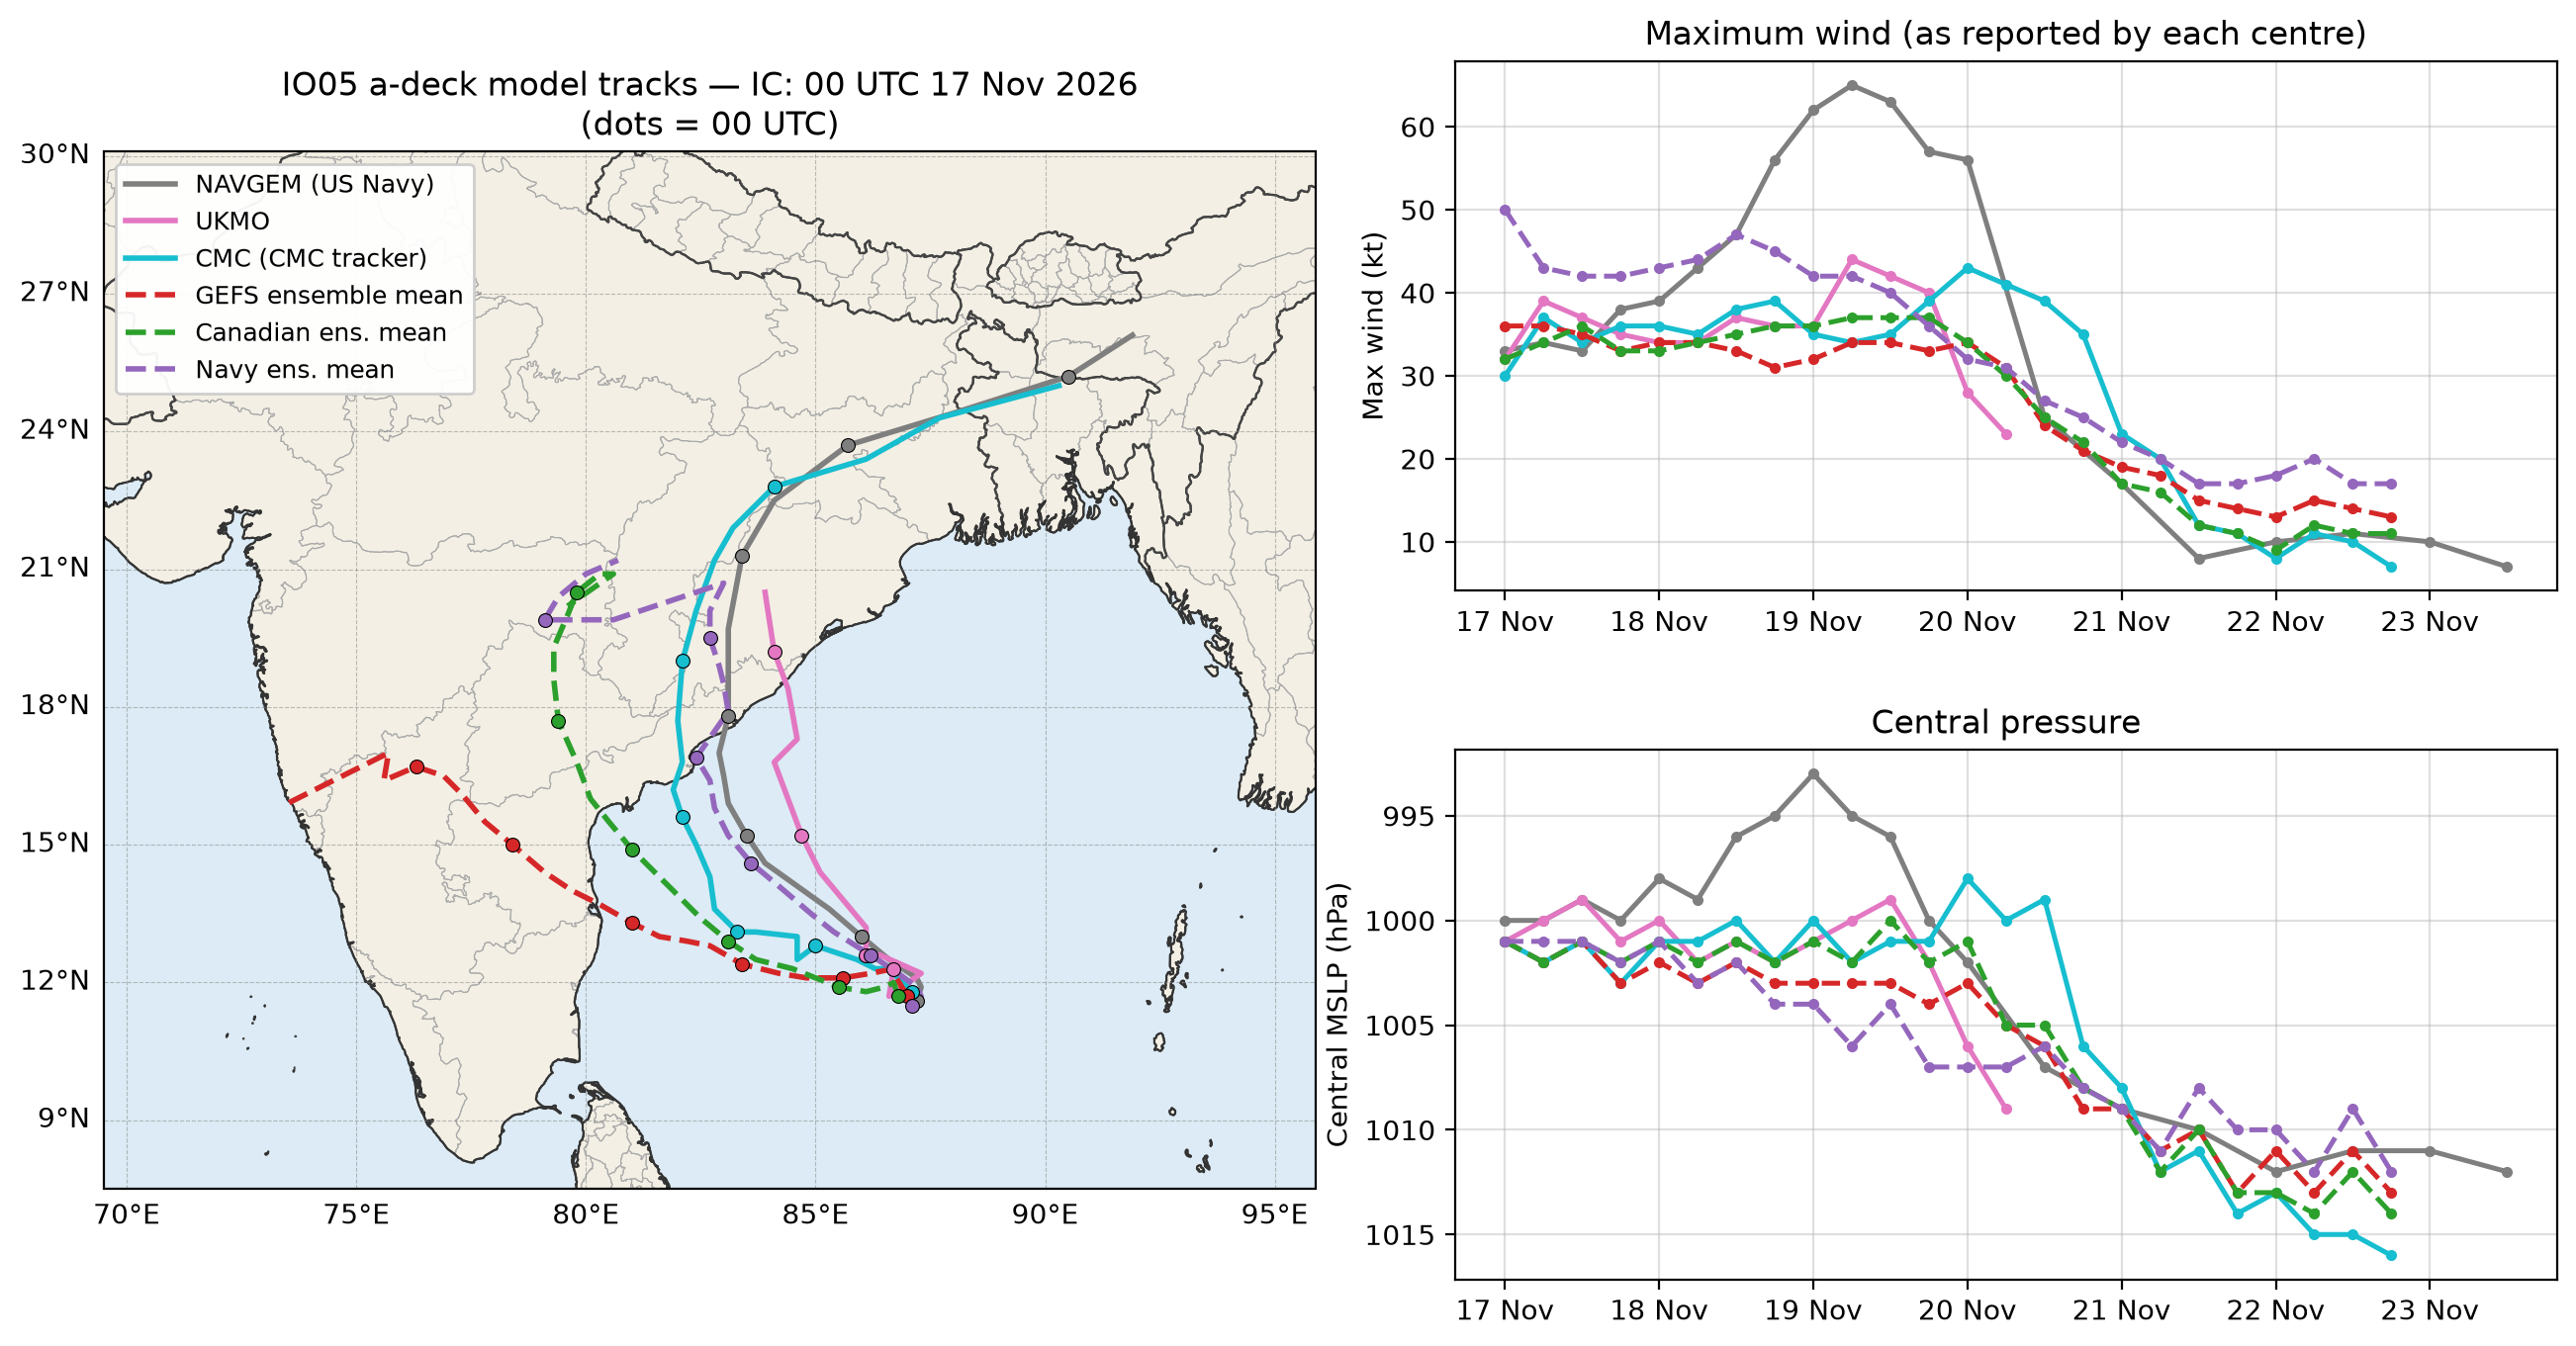 IO05 a-deck model tracks — IC: 00 UTC 17 Nov 2026
(dots = 00 UTC)
30°N
27°N
24°N
21°N
18°N
15°N
12°N
9°N
70°E
75°E
80°E
85°E
90°E
95°E
NAVGEM (US Navy)
UKMO
CMC (CMC tracker)
GEFS ensemble mean
Canadian ens. mean
Navy ens. mean
Maximum wind (as reported by each centre)
Max wind (kt)
60
50
40
30
20
10
17 Nov
18 Nov
19 Nov
20 Nov
21 Nov
22 Nov
23 Nov
Central pressure
Central MSLP (hPa)
995
1000
1005
1010
1015
17 Nov
18 Nov
19 Nov
20 Nov
21 Nov
22 Nov
23 Nov